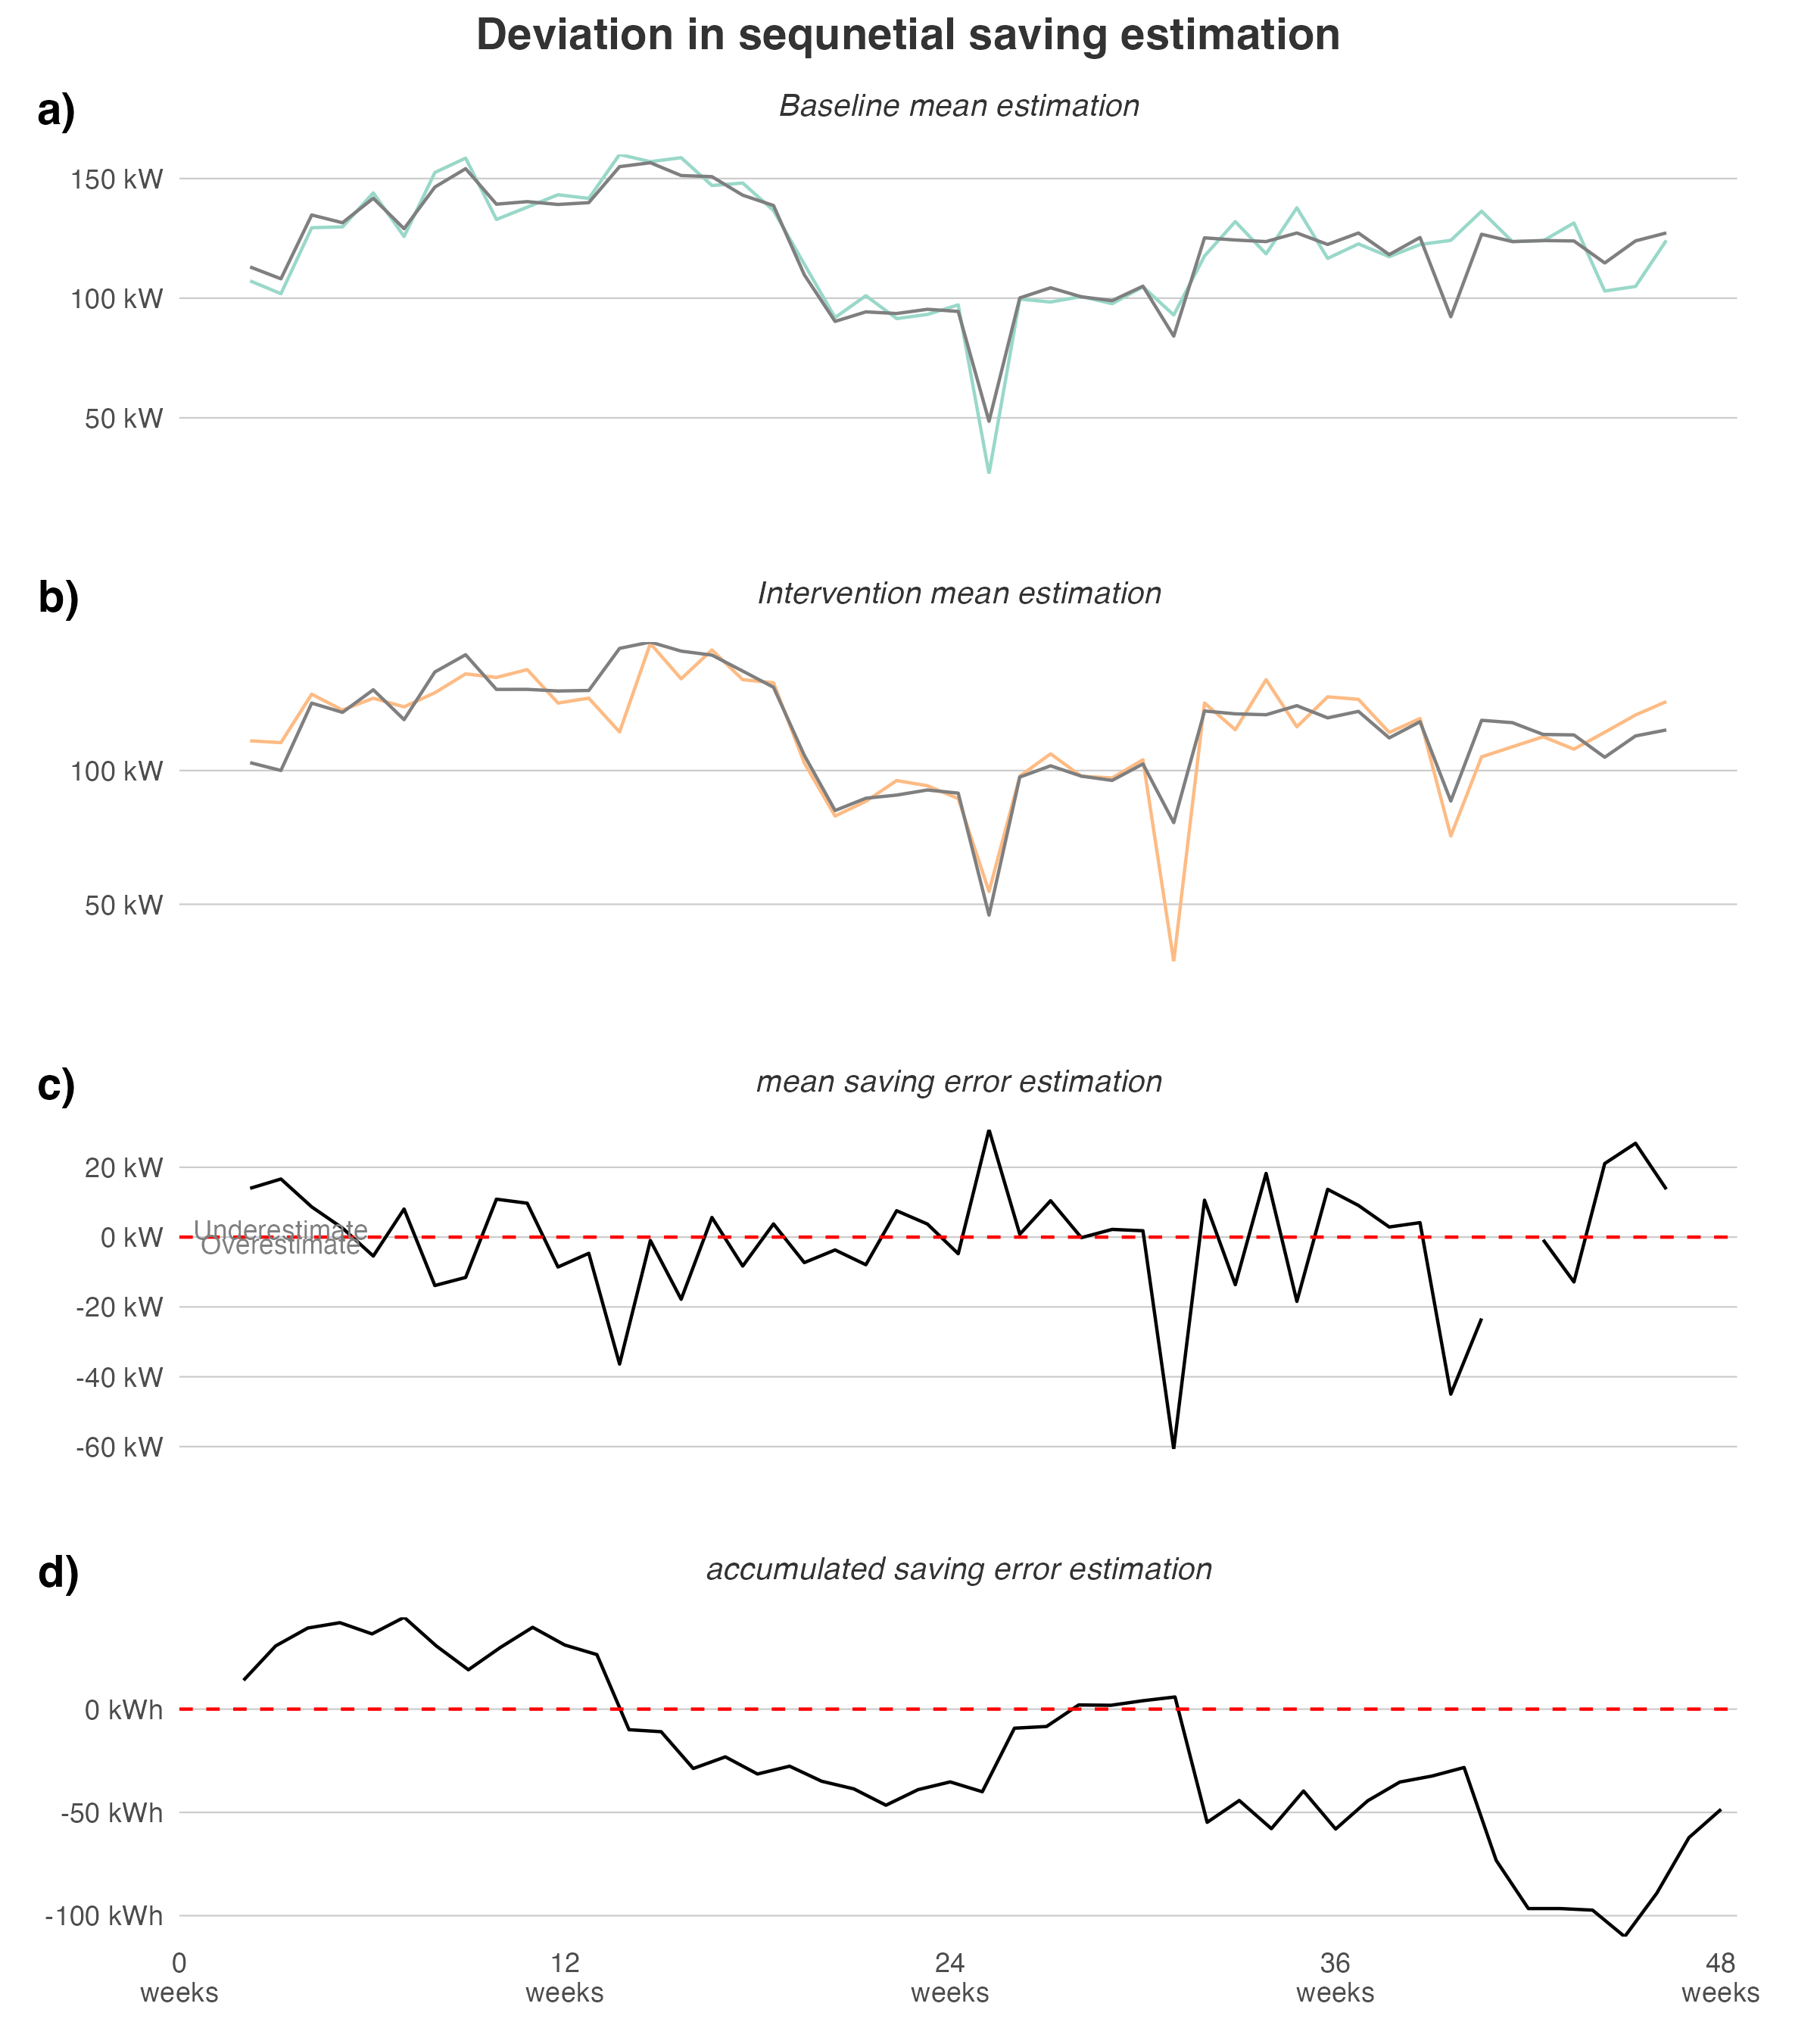 Deviation in sequnetial saving estimation
a)
Baseline mean estimation
150 kW
100 kW
50 kW
b)
Intervention mean estimation
100 kW
50 kW
c)
mean saving error estimation
20 kW
0 kW
Underestimate
Overestimate
-20 kW
-40 kW
-60 kW
d)
accumulated saving error estimation
0 kWh
-50 kWh
-100 kWh
0 12 24 36 48
weeks weeks weeks weeks weeks